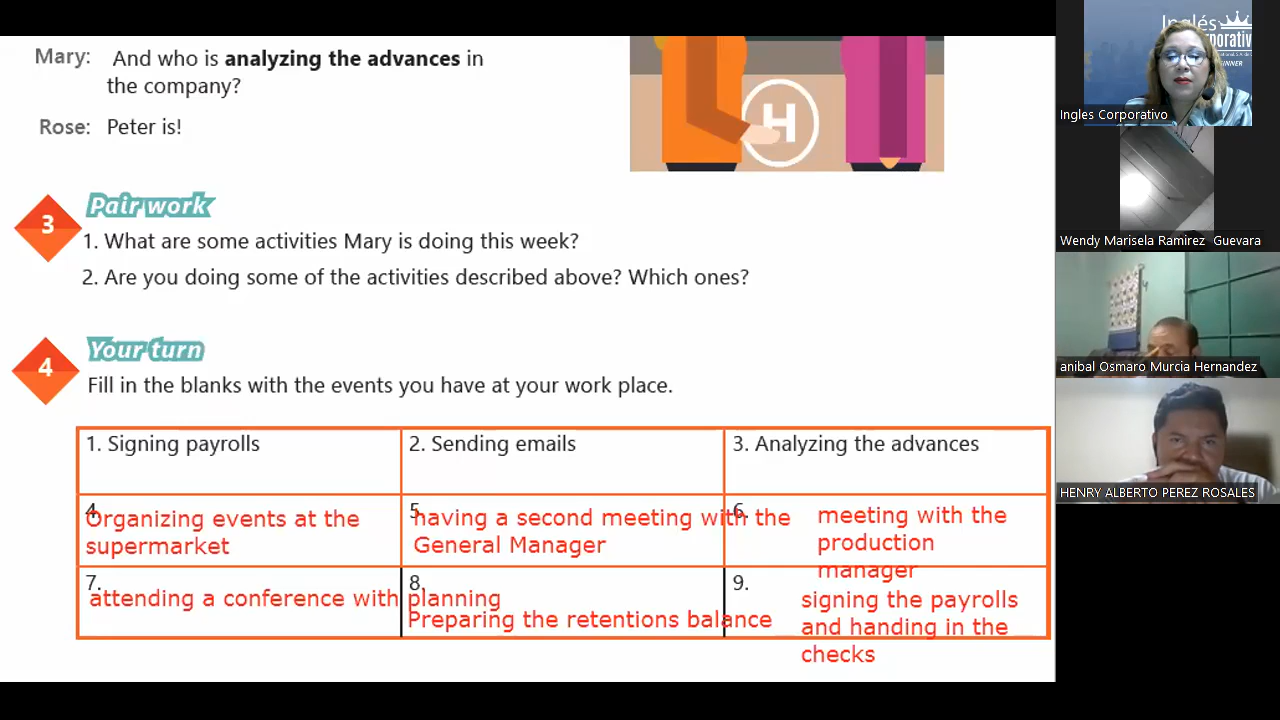 Mary: And who is analyzing the advances in
the company?
Rose: Peter is!
H
3
Pair work
1. What are some activities Mary is doing this week?
2. Are you doing some of the activities described above? Which ones?
4
Your turn
Fill in the blanks with the events you have at your work place.
1. Signing payrolls
2. Sending emails
3. Analyzing the advances
4.
Organizing events at the
supermarket
5.
having a second meeting with the
General Manager
6.
meeting with the
production
manager
7.
attending a conference with planning
8.
Preparing the retentions balance
9.
signing the payrolls
and handing in the
checks
Inglés
Ingles Corporativo
Wendy Marisela Ramirez Guevara
anibal Osmaro Murcia Hernandez
HENRY ALBERTO PEREZ ROSALES